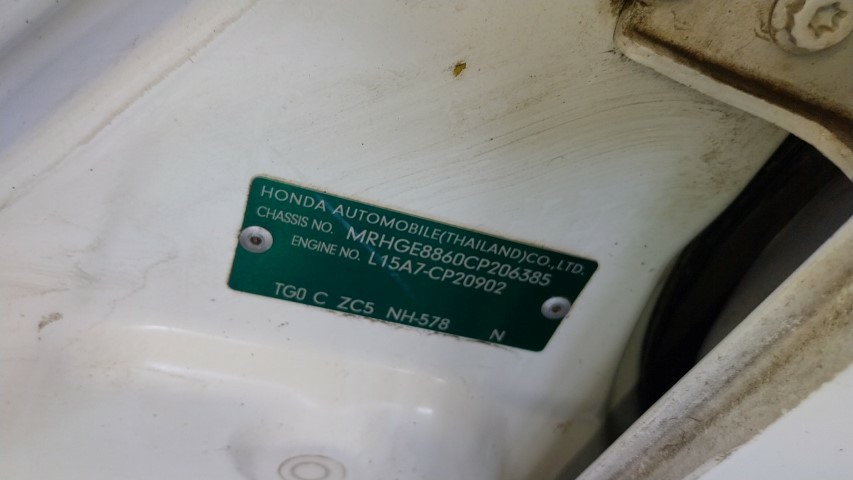 HONDA AUTOMOBILE(THAILAND)CO.,LTD.
CHASSIS NO. MRHGE8860CP206385
ENGINE NO. L15A7-CP20902
TG0 C ZC5 NH-578 N